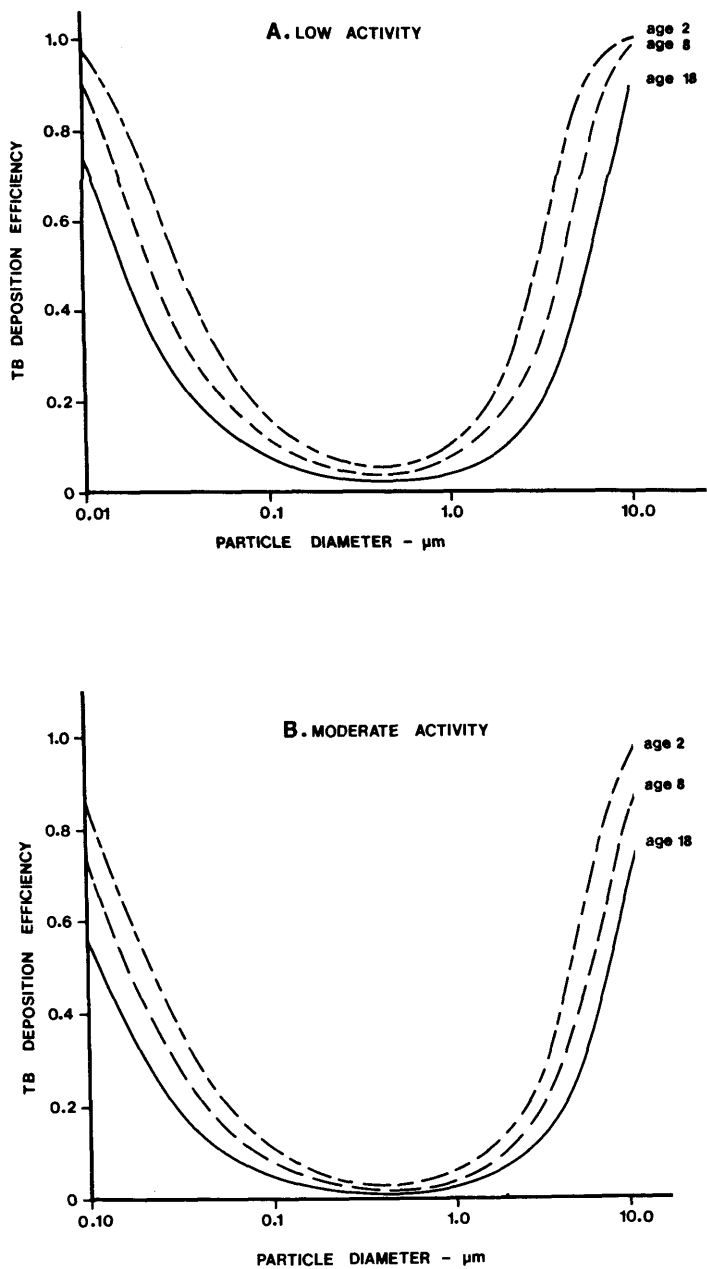 A. LOW ACTIVITY
age 2
age 8
age 18
TB DEPOSITION EFFICIENCY
1.0
0.8
0.6
0.4
0.2
0
0.01
0.1
1.0
10.0
PARTICLE DIAMETER - µm
B. MODERATE ACTIVITY
age 2
age 8
age 18
TB DEPOSITION EFFICIENCY
1.0
0.8
0.6
0.4
0.2
0
0.10
0.1
1.0
10.0
PARTICLE DIAMETER - µm